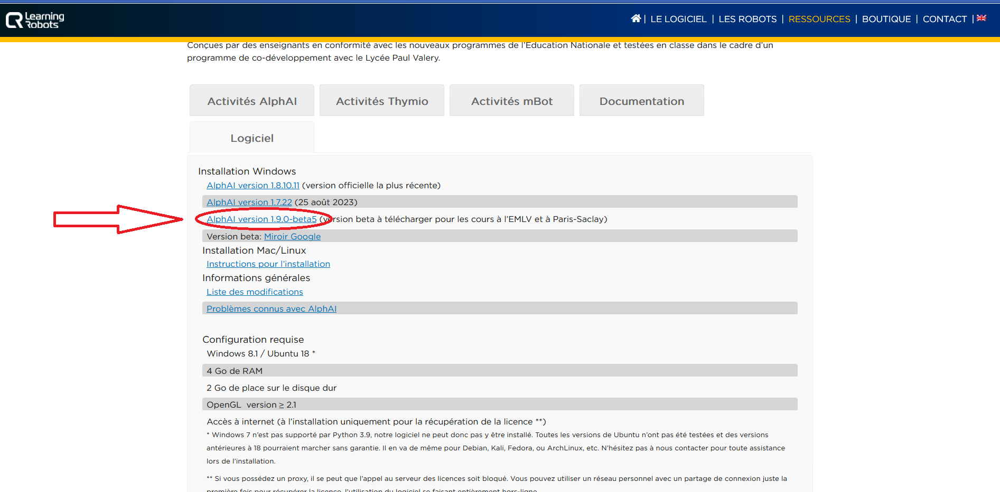 Learning
Robots
| LE LOGICIEL | LES ROBOTS | RESSOURCES | BOUTIQUE | CONTACT |
Conçues par des enseignants en conformité avec les nouveaux programmes de l'Education Nationale et testées en classe dans le cadre d'un
programme de co-développement avec le Lycée Paul Valery.
Activités AlphAI
Activités Thymio
Activités mBot
Documentation
Logiciel
Installation Windows
AlphAI version 1.8.10.11 (version officielle la plus récente)
AlphAI version 1.7.22 (25 août 2023)
AlphAI version 1.9.0-beta5 (version beta à télécharger pour les cours à l'EMLV et à Paris-Saclay)
Version beta: Miroir Google
Installation Mac/Linux
Instructions pour l'installation
Informations générales
Liste des modifications
Problèmes connus avec AlphAI
Configuration requise
Windows 8.1 / Ubuntu 18 *
4 Go de RAM
2 Go de place sur le disque dur
OpenGL version ≥ 2.1
Accès à internet (à l'installation uniquement pour la récupération de la licence **)
* Windows 7 n'est pas supporté par Python 3.9, notre logiciel ne peut donc pas y être installé. Toutes les versions de Ubuntu n'ont pas été testées et des versions
antérieures à 18 pourraient marcher sans garantie. Il en va de même pour Debian, Kali, Fedora, ou ArchLinux, etc. N'hésitez pas à nous contacter pour toute assistance
lors de l'installation.
** Si vous possédez un proxy, il se peut que l'appel au serveur des licences soit bloqué. Vous pouvez utiliser un réseau personnel avec un partage de connexion juste la
première fois pour récupérer la licence, l'utilisation du logiciel se faisant entièrement hors-ligne.